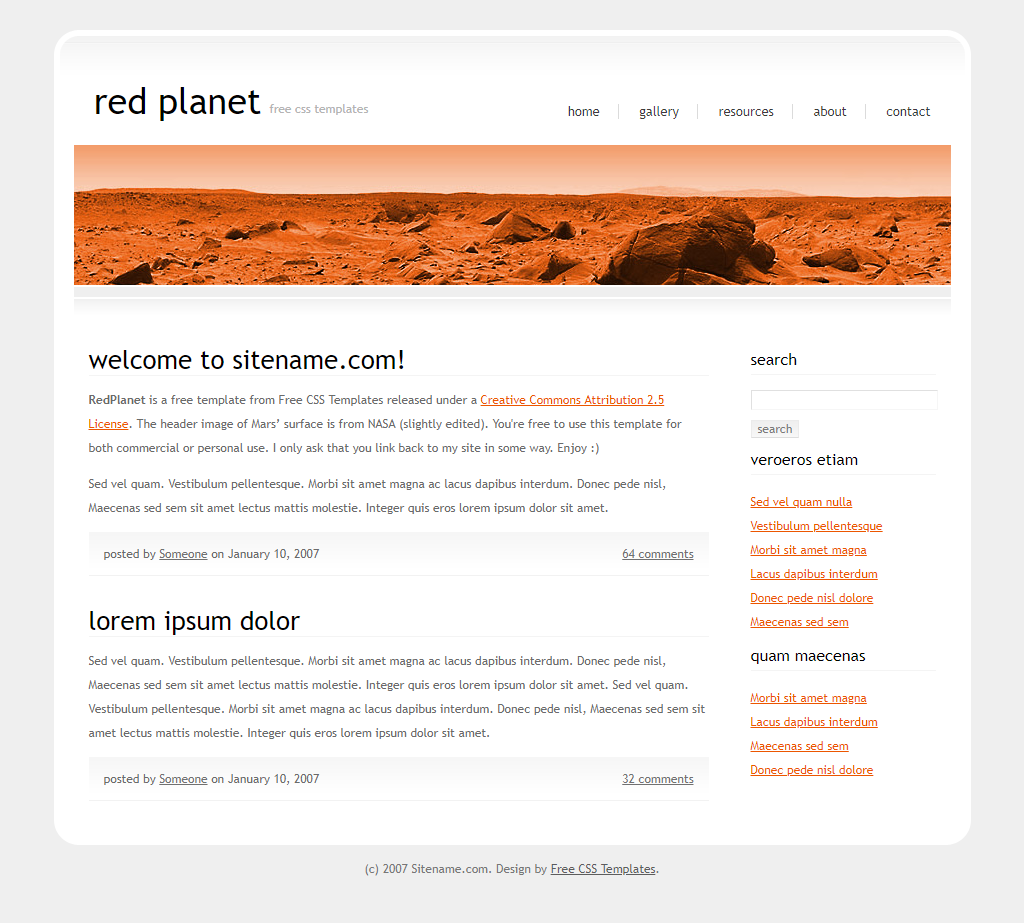 red planet free css templates
home gallery resources about contact
welcome to sitename.com!
RedPlanet is a free template from Free CSS Templates released under a Creative Commons Attribution 2.5
License. The header image of Mars’ surface is from NASA (slightly edited). You're free to use this template for
both commercial or personal use. I only ask that you link back to my site in some way. Enjoy :)
Sed vel quam. Vestibulum pellentesque. Morbi sit amet magna ac lacus dapibus interdum. Donec pede nisl,
Maecenas sed sem sit amet lectus mattis molestie. Integer quis eros lorem ipsum dolor sit amet.
posted by Someone on January 10, 2007 64 comments
lorem ipsum dolor
Sed vel quam. Vestibulum pellentesque. Morbi sit amet magna ac lacus dapibus interdum. Donec pede nisl,
Maecenas sed sem sit amet lectus mattis molestie. Integer quis eros lorem ipsum dolor sit amet. Sed vel quam.
Vestibulum pellentesque. Morbi sit amet magna ac lacus dapibus interdum. Donec pede nisl, Maecenas sed sem sit
amet lectus mattis molestie. Integer quis eros lorem ipsum dolor sit amet.
posted by Someone on January 10, 2007 32 comments
search
search
veroeros etiam
Sed vel quam nulla
Vestibulum pellentesque
Morbi sit amet magna
Lacus dapibus interdum
Donec pede nisl dolore
Maecenas sed sem
quam maecenas
Morbi sit amet magna
Lacus dapibus interdum
Maecenas sed sem
Donec pede nisl dolore
(c) 2007 Sitename.com. Design by Free CSS Templates.